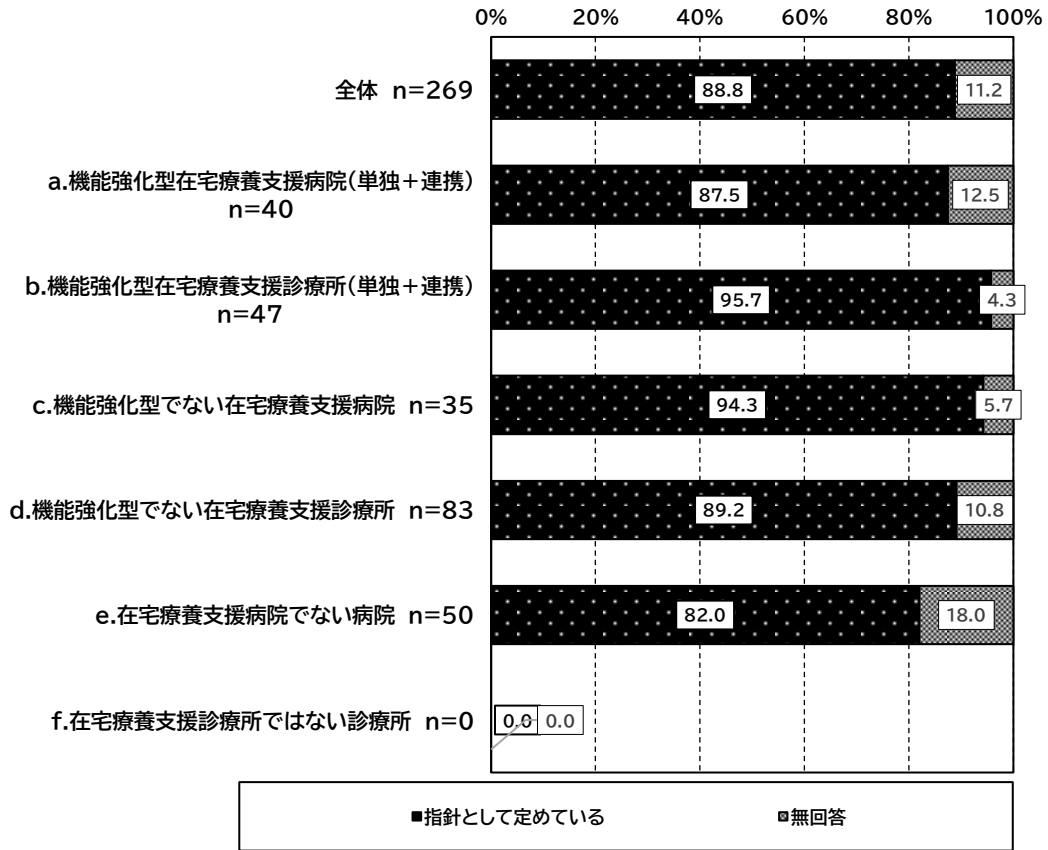 0% 20% 40% 60% 80% 100%
全体 n=269
88.8 11.2
a.機能強化型在宅療養支援病院(単独+連携)
n=40
87.5 12.5
b.機能強化型在宅療養支援診療所(単独+連携)
n=47
95.7 4.3
c.機能強化型でない在宅療養支援病院 n=35
94.3 5.7
d.機能強化型でない在宅療養支援診療所 n=83
89.2 10.8
e.在宅療養支援病院でない病院 n=50
82.0 18.0
f.在宅療養支援診療所ではない診療所 n=0
0.0 0.0
指針として定めている 無回答